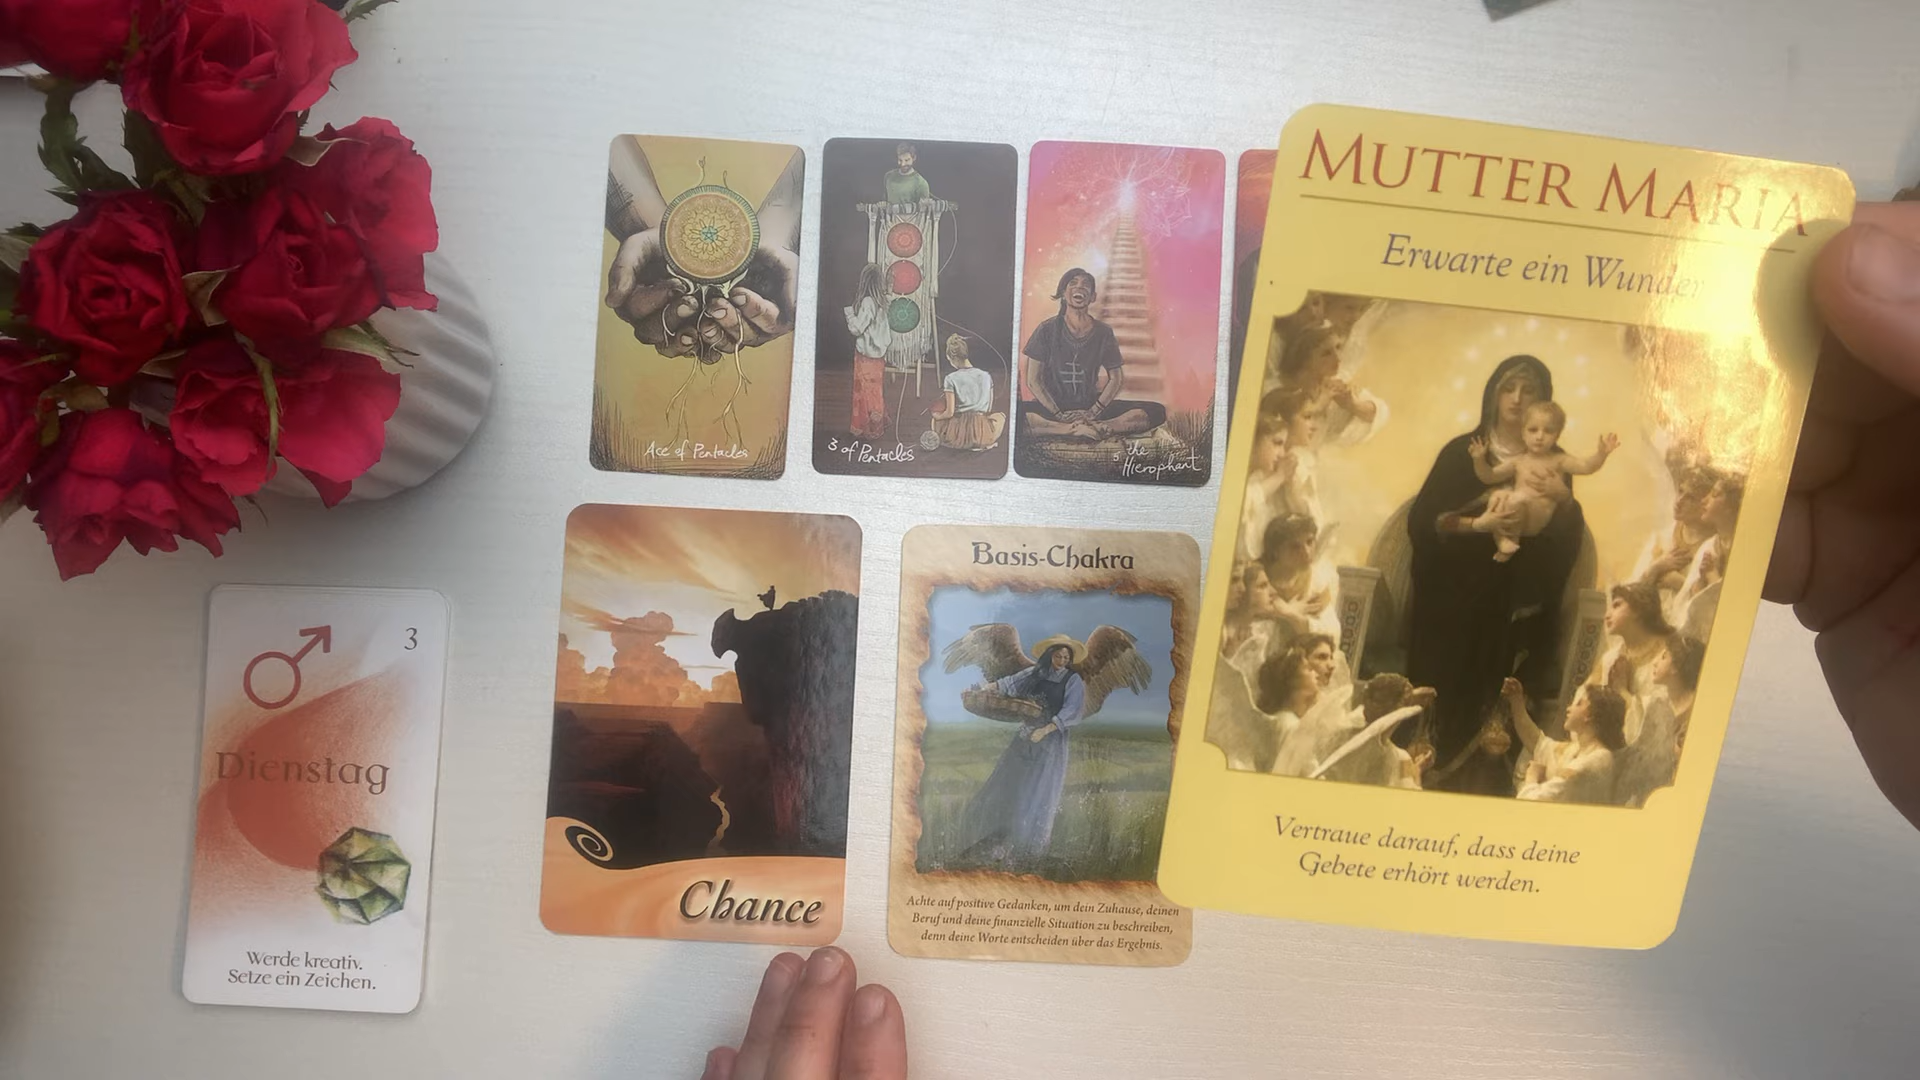 Ace of Pentacles
3 of Pentacles
5 the
Hierophant
MUTTER MARIA
Erwarte ein Wunder
Vertraue darauf, dass deine
Gebete erhört werden.
3
Dienstag
Werde kreativ.
Setze ein Zeichen.
Chance
Basis-Chakra
Achte auf positive Gedanken, um dein Zuhause, deinen
Beruf und deine finanzielle Situation zu beschreiben,
denn deine Worte entscheiden über das Ergebnis.